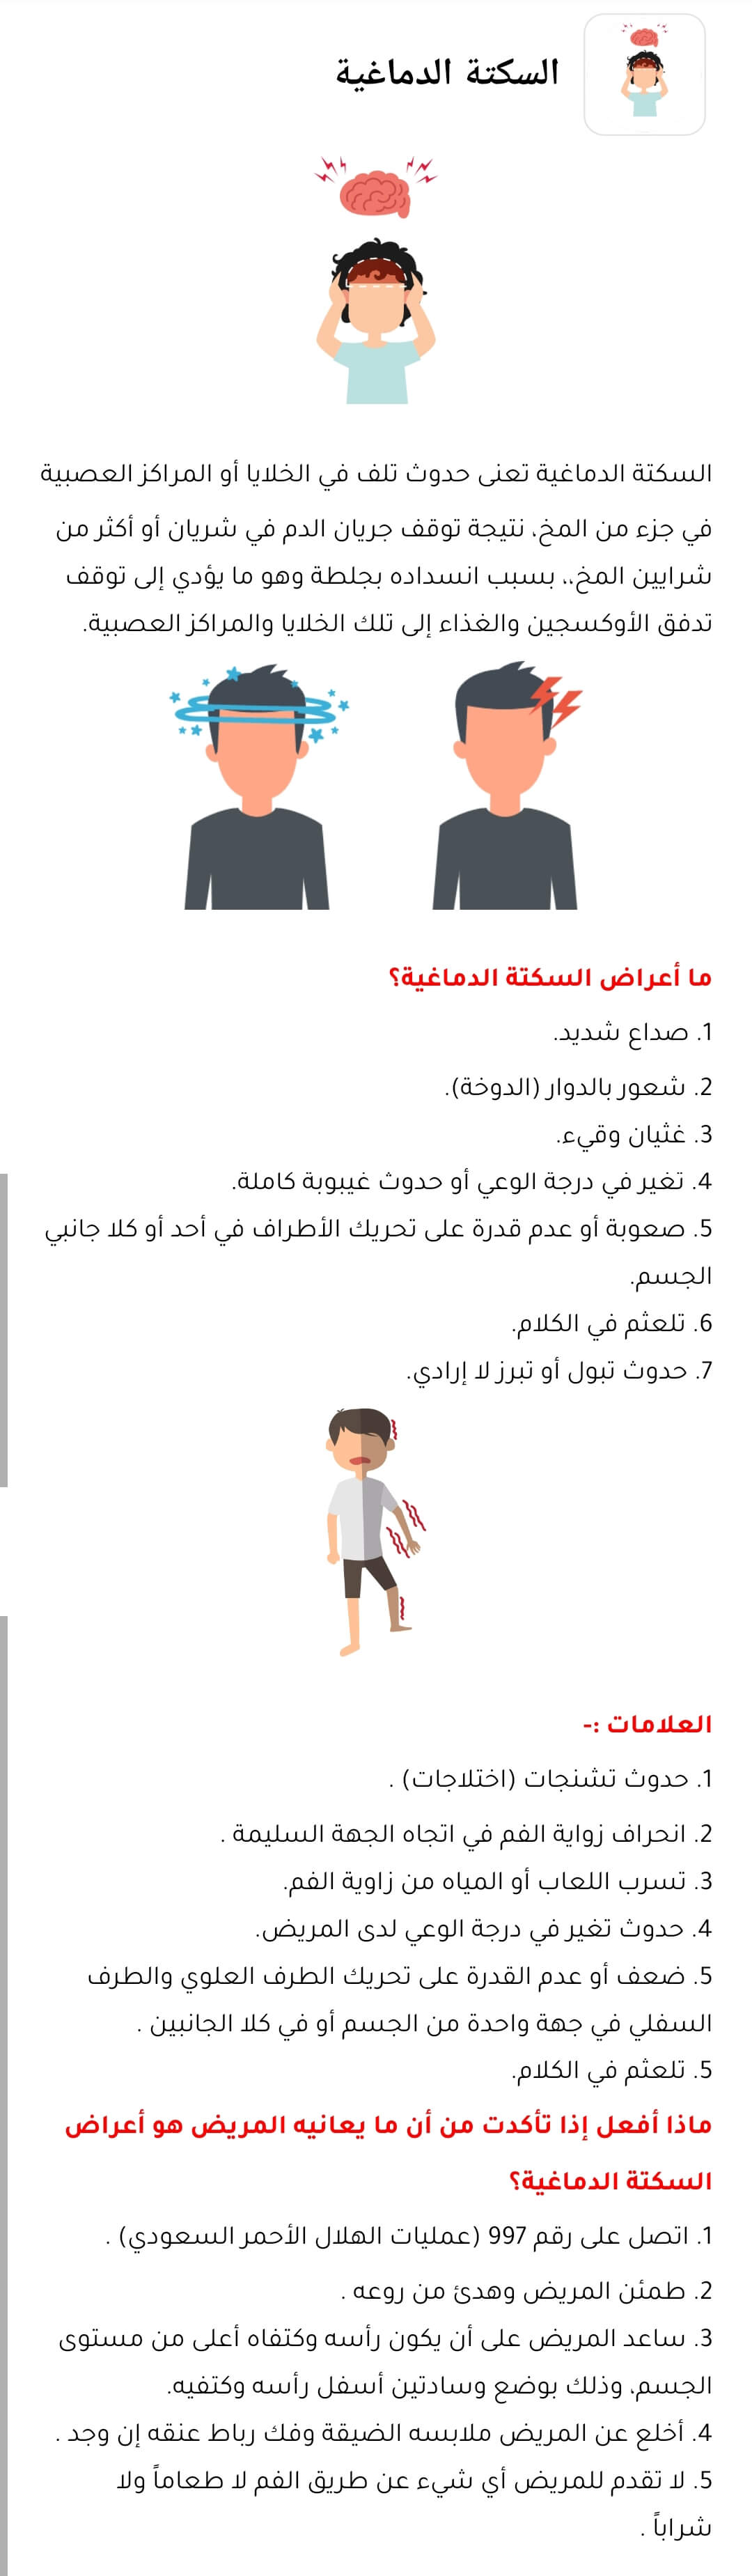 السكتة الدماغية
السكتة الدماغية تعنى حدوث تلف في الخلايا أو المراكز العصبية
في جزء من المخ، نتيجة توقف جريان الدم في شريان أو أكثر من
شرايين المخ،، بسبب انسداده بجلطة وهو ما يؤدي إلى توقف
تدفق الأوكسجين والغذاء إلى تلك الخلايا والمراكز العصبية.
ما أعراض السكتة الدماغية؟
1. صداع شديد.
2. شعور بالدوار (الدوخة).
3. غثيان وقيء.
4. تغير في درجة الوعي أو حدوث غيبوبة كاملة.
5. صعوبة أو عدم قدرة على تحريك الأطراف في أحد أو كلا جانبي
الجسم.
6. تلعثم في الكلام.
7. حدوث تبول أو تبرز لا إرادي.
العلامات :-
1. حدوث تشنجات (اختلاجات) .
2. انحراف زواية الفم في اتجاه الجهة السليمة .
3. تسرب اللعاب أو المياه من زاوية الفم.
4. حدوث تغير في درجة الوعي لدى المريض.
5. ضعف أو عدم القدرة على تحريك الطرف العلوي والطرف
السفلي في جهة واحدة من الجسم أو في كلا الجانبين .
5. تلعثم في الكلام.
ماذا أفعل إذا تأكدت من أن ما يعانيه المريض هو أعراض
السكتة الدماغية؟
1. اتصل على رقم 997 (عمليات الهلال الأحمر السعودي) .
2. طمئن المريض وهدئ من روعه .
3. ساعد المريض على أن يكون رأسه وكتفاه أعلى من مستوى
الجسم، وذلك بوضع وسادتين أسفل رأسه وكتفيه.
4. أخلع عن المريض ملابسه الضيقة وفك رباط عنقه إن وجد .
5. لا تقدم للمريض أي شيء عن طريق الفم لا طعاماً ولا
شراباً .